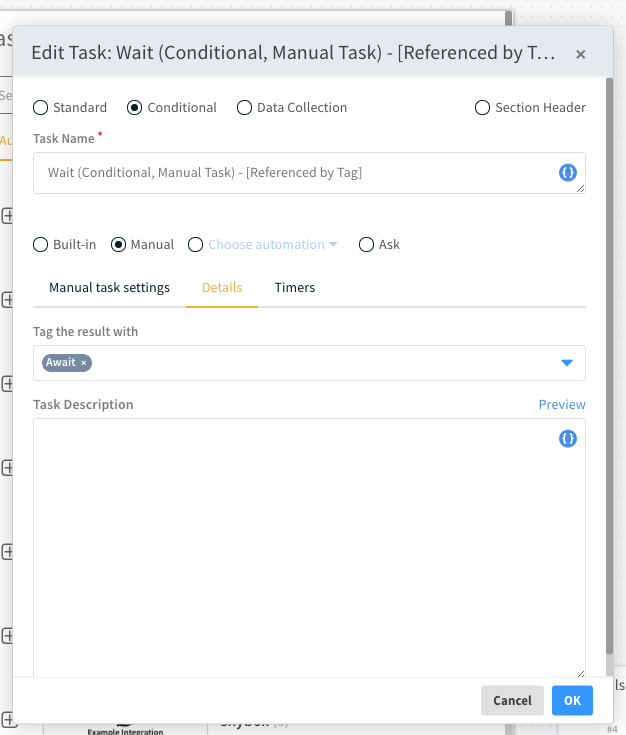 Edit Task: Wait (Conditional, Manual Task) - [Referenced by T...
×
Standard Conditional Data Collection Section Header
Task Name *
Wait (Conditional, Manual Task) - [Referenced by Tag]
{}
Built-in Manual Choose automation Ask
Manual task settings Details Timers
Tag the result with
Await ×
Task Description Preview
{}
Cancel OK
Example Integration
#4